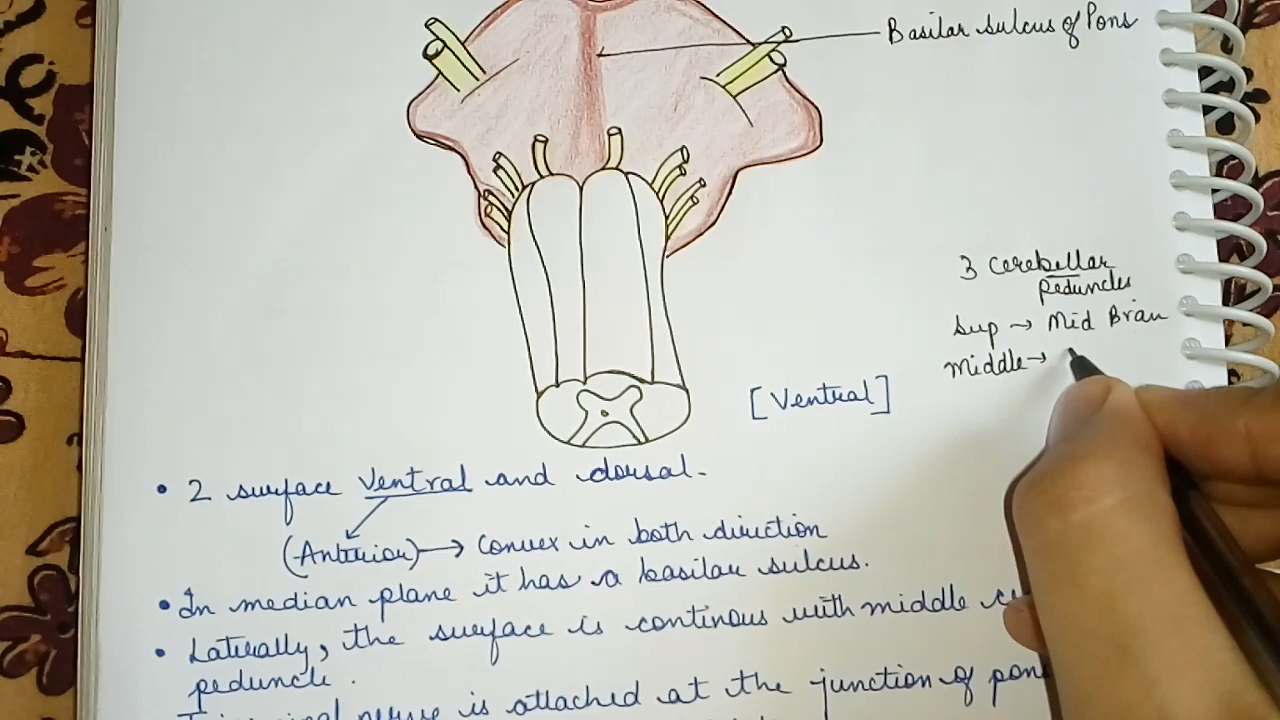 Basilar sulcus of Pons
3 cerebellar
peduncles
Sup → Mid Brain
Middle →
[Ventral]
• 2 surface ventral and dorsal.
(Anterior) → Convex in both direction
• In median plane it has a basilar sulcus.
• Laterally, the surface is continous with middle
peduncle.
nerve is attached at the junction of pons